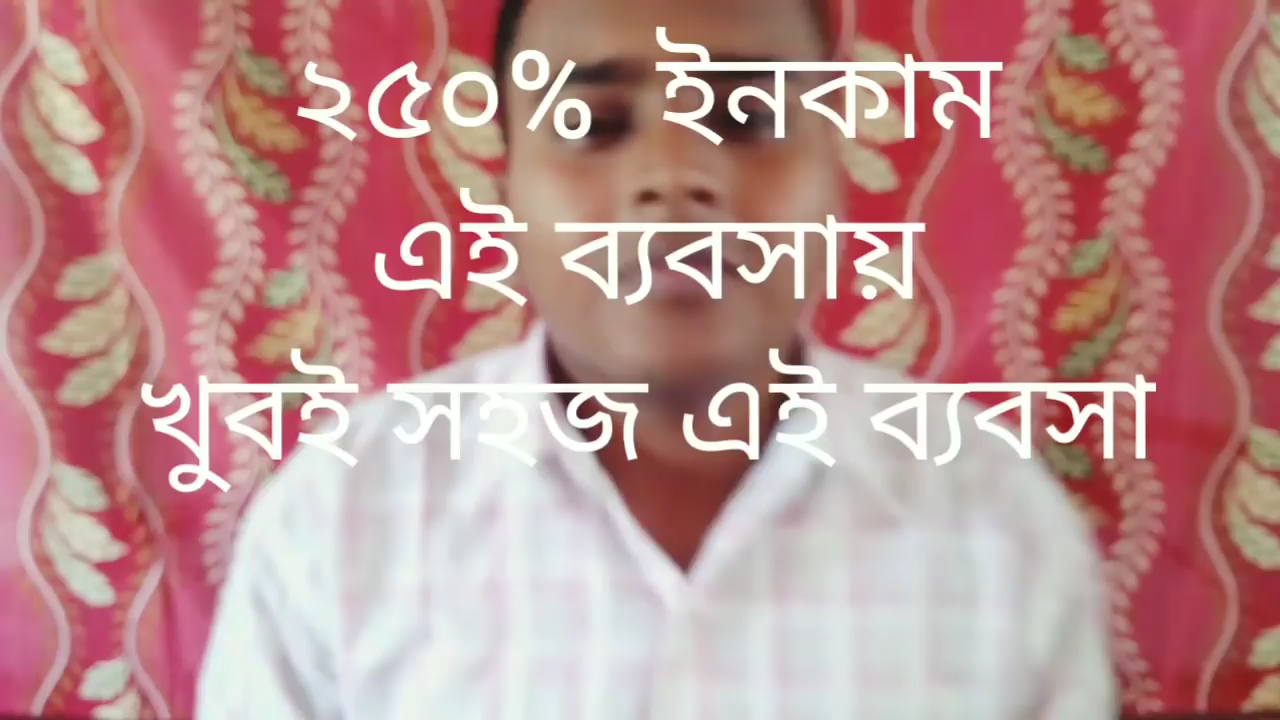 ২৫০% ইনকাম
এই ব্যবসায়
খুবই সহজ এই ব্যবসা